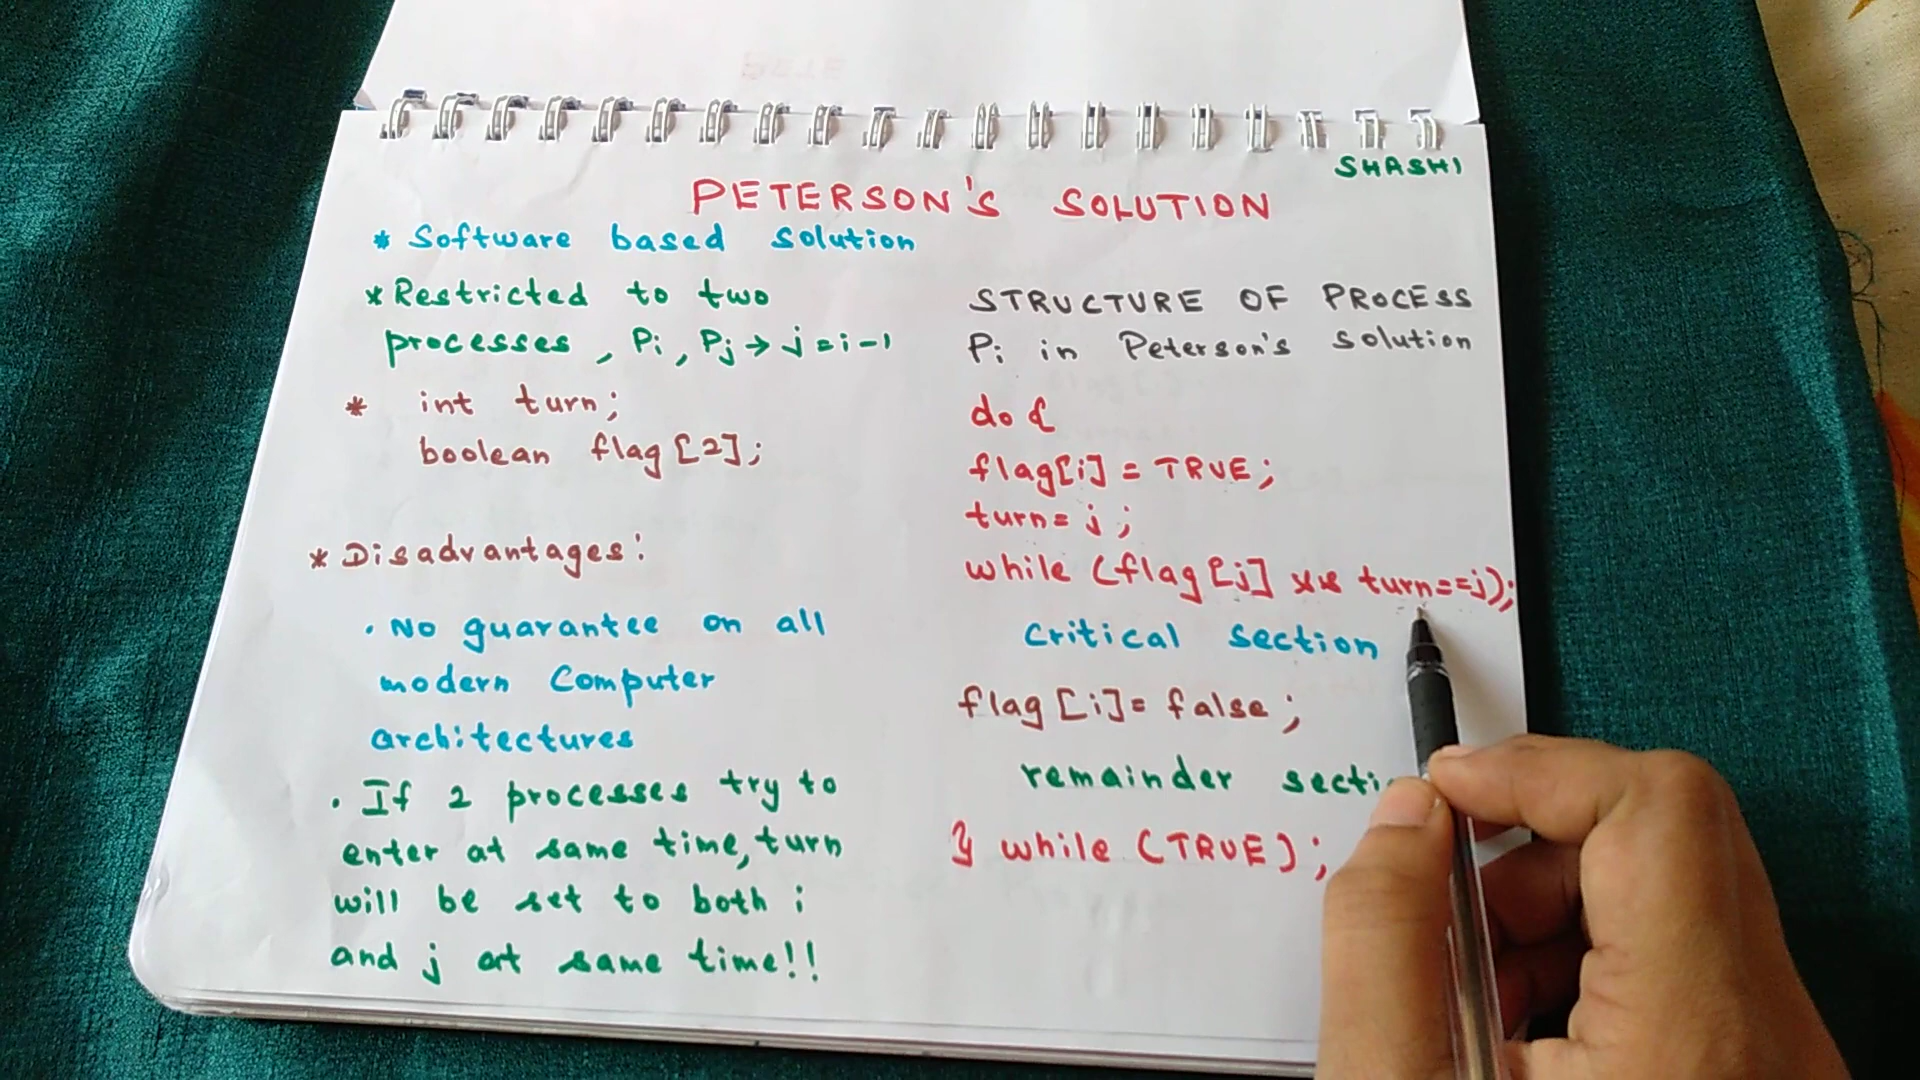 SHASHI
PETERSON'S SOLUTION
* Software based solution
* Restricted to two
processes, Pi, Pj → j = i-1
* int turn;
boolean flag [2];
* Disadvantages:
. No guarantee on all
modern Computer
architectures
. If 2 processes try to
enter at same time, turn
will be set to both i
and j at same time!!
STRUCTURE OF PROCESS
Pi in Peterson's solution
do {
flag[i] = TRUE;
turn = j ;
while (flag [j] && turn==j);
Critical section
flag [i] = false ;
remainder secti
} while (TRUE) ;